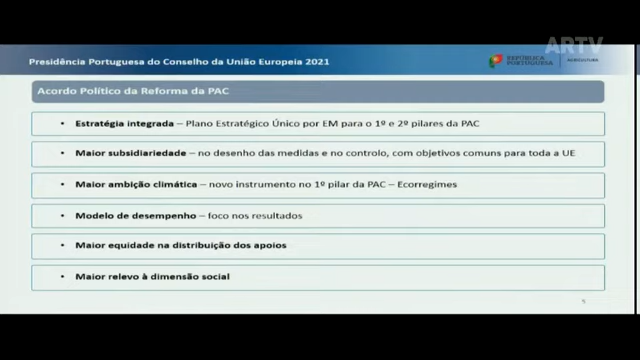 ARTV
Presidência Portuguesa do Conselho da União Europeia 2021
REPÚBLICA
PORTUGUESA
AGRICULTURA
Acordo Político da Reforma da PAC
• Estratégia integrada – Plano Estratégico Único por EM para o 1º e 2º pilares da PAC
• Maior subsidiariedade – no desenho das medidas e no controlo, com objetivos comuns para toda a UE
• Maior ambição climática – novo instrumento no 1º pilar da PAC – Ecorregimes
• Modelo de desempenho – foco nos resultados
• Maior equidade na distribuição dos apoios
• Maior relevo à dimensão social
5